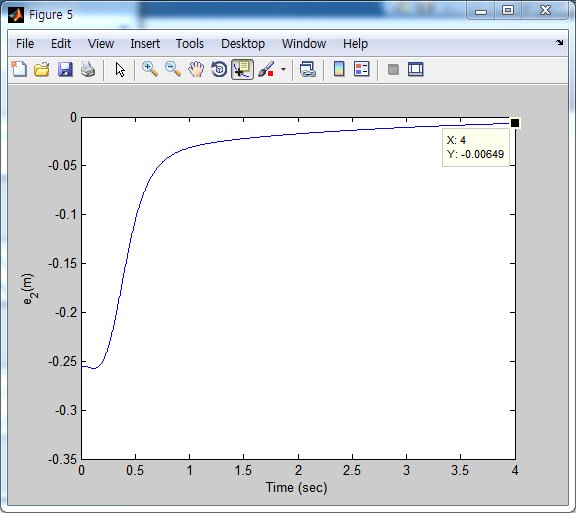 Figure 5
File Edit View Insert Tools Desktop Window Help
0
-0.05
-0.1
-0.15
-0.2
-0.25
-0.3
-0.35
e2(m)
X: 4
Y: -0.00649
0 0.5 1 1.5 2 2.5 3 3.5 4
Time (sec)